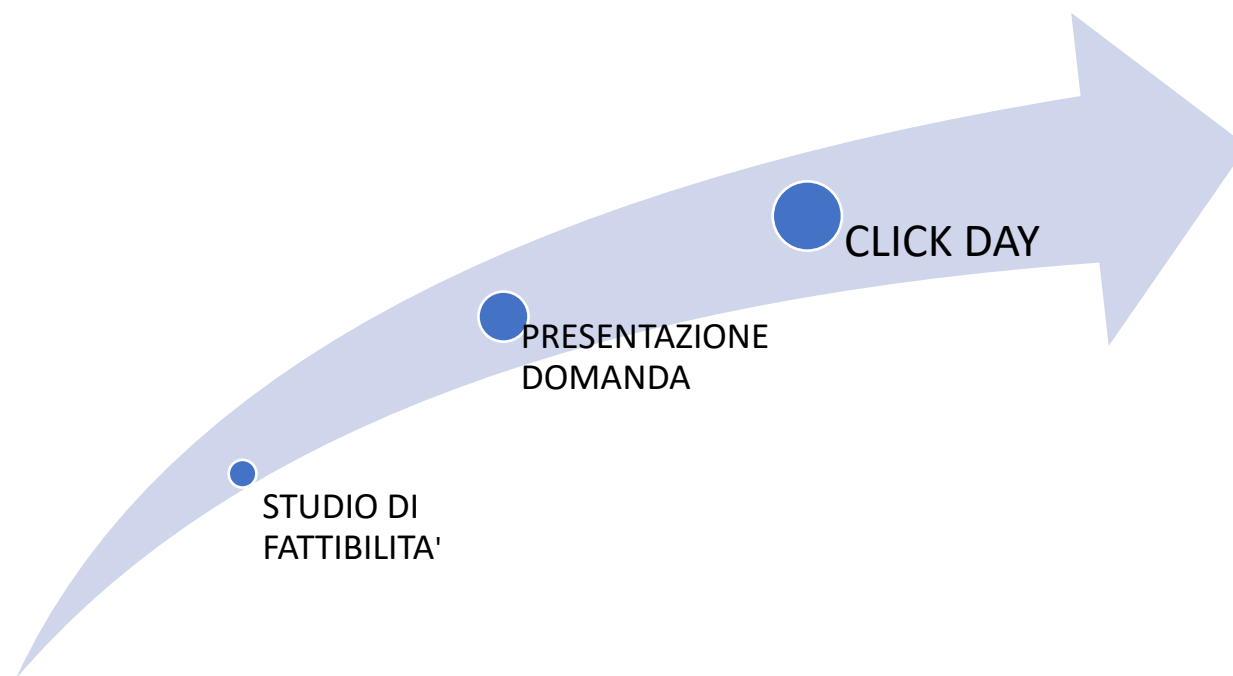 CLICK DAY
PRESENTAZIONE
DOMANDA
STUDIO DI
FATTIBILITA'